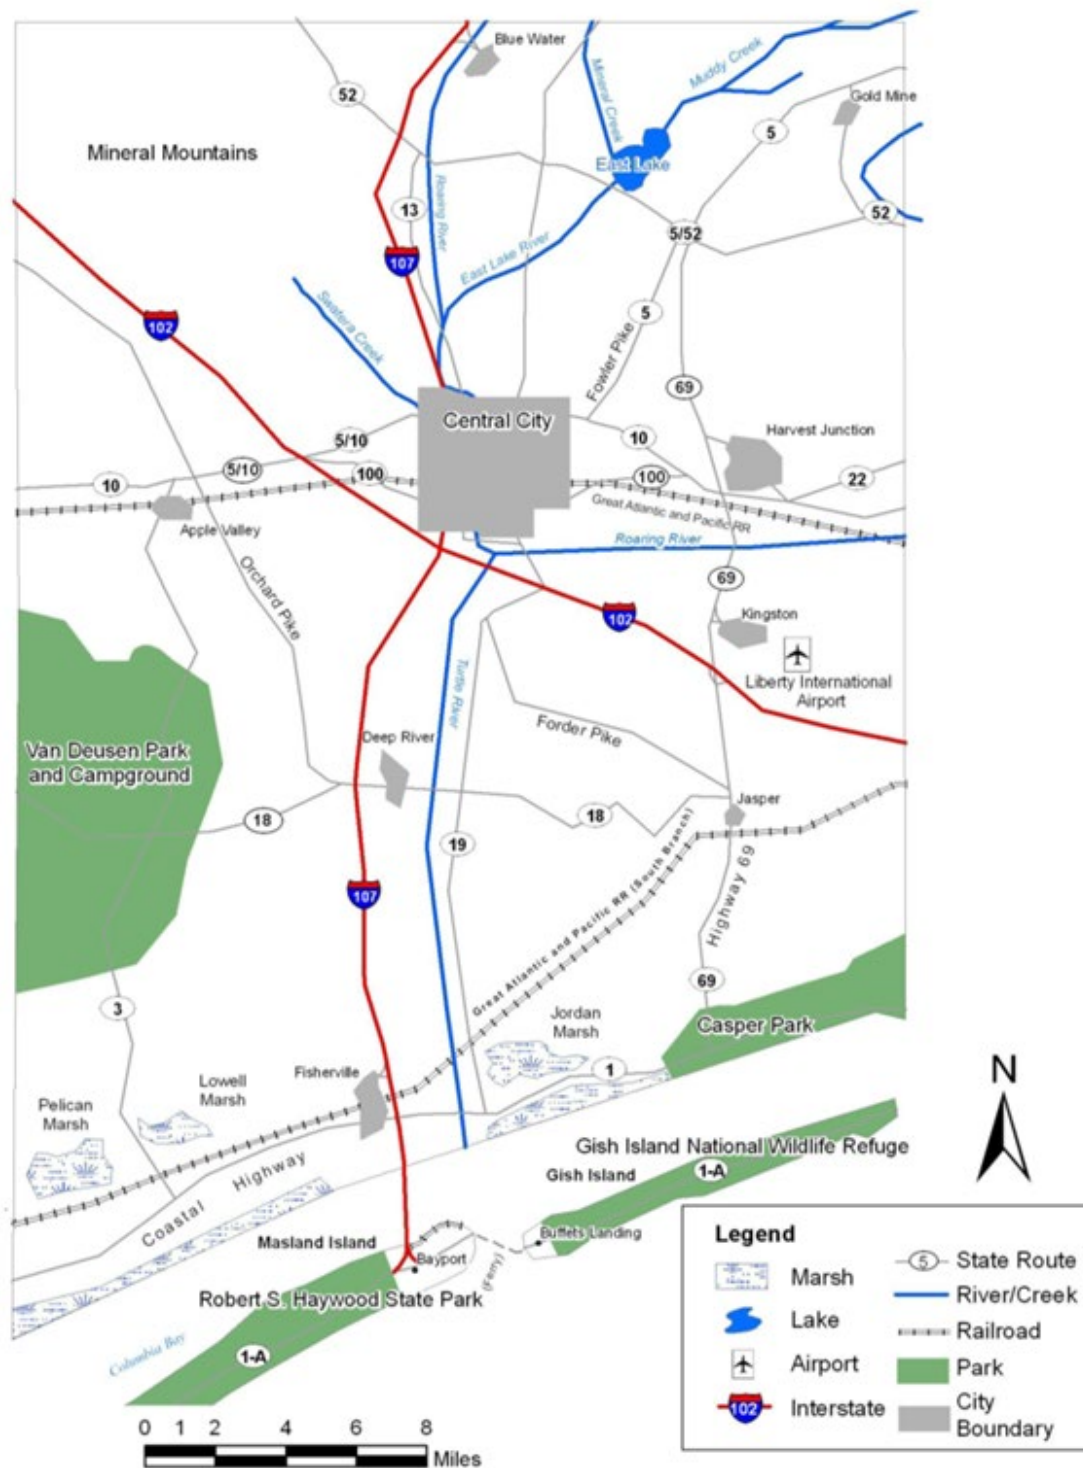 Blue Water
52
Mineral Creek
Muddy Creek
Gold Mine
5
Mineral Mountains
East Lake
13
Roaring River
52
5/52
107
East Lake River
Swatara Creek
102
5
Fowler Pike
69
Central City
Harvest Junction
5/10
10
5/10
100
100
22
10
Great Atlantic and Pacific RR
Apple Valley
Roaring River
Orchard Pike
69
Kingston
102
Turtle River
Liberty International
Airport
Deep River
Forder Pike
Van Deusen Park
and Campground
Jasper
18
18
19
107
Great Atlantic and Pacific RR (South Branch)
Highway 69
69
3
Jordan
Marsh
Casper Park
Fisherville
1
Lowell
Marsh
Pelican
Marsh
N
Gish Island National Wildlife Refuge
1-A
Gish Island
Coastal Highway
Masland Island
Buffets Landing
Bayport
(Ferry)
Robert S. Haywood State Park
Columbia Bay
1-A
Legend
Marsh
Lake
Airport
102
Interstate
5
State Route
River/Creek
Railroad
Park
City
Boundary
0 1 2 4 6 8
Miles